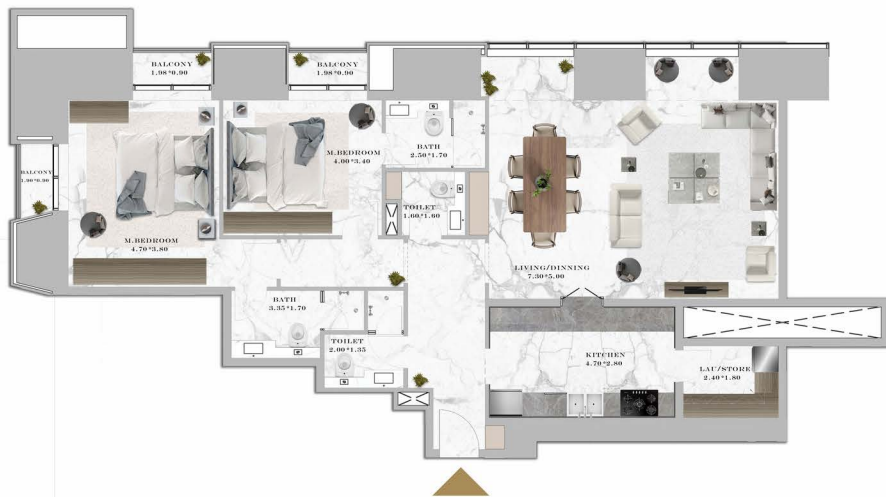 BALCONY
1.98*0.90
BALCONY
1.98*0.90
M.BEDROOM
4.00*3.40
BATH
2.50*1.70
BALCONY
1.90*0.90
TOILET
1.60*1.60
M.BEDROOM
4.70*3.80
LIVING/DINNING
7.30*5.00
BATH
3.35*1.70
TOILET
2.00*1.35
KITCHEN
4.70*2.80
LAU/STORE
2.40*1.80